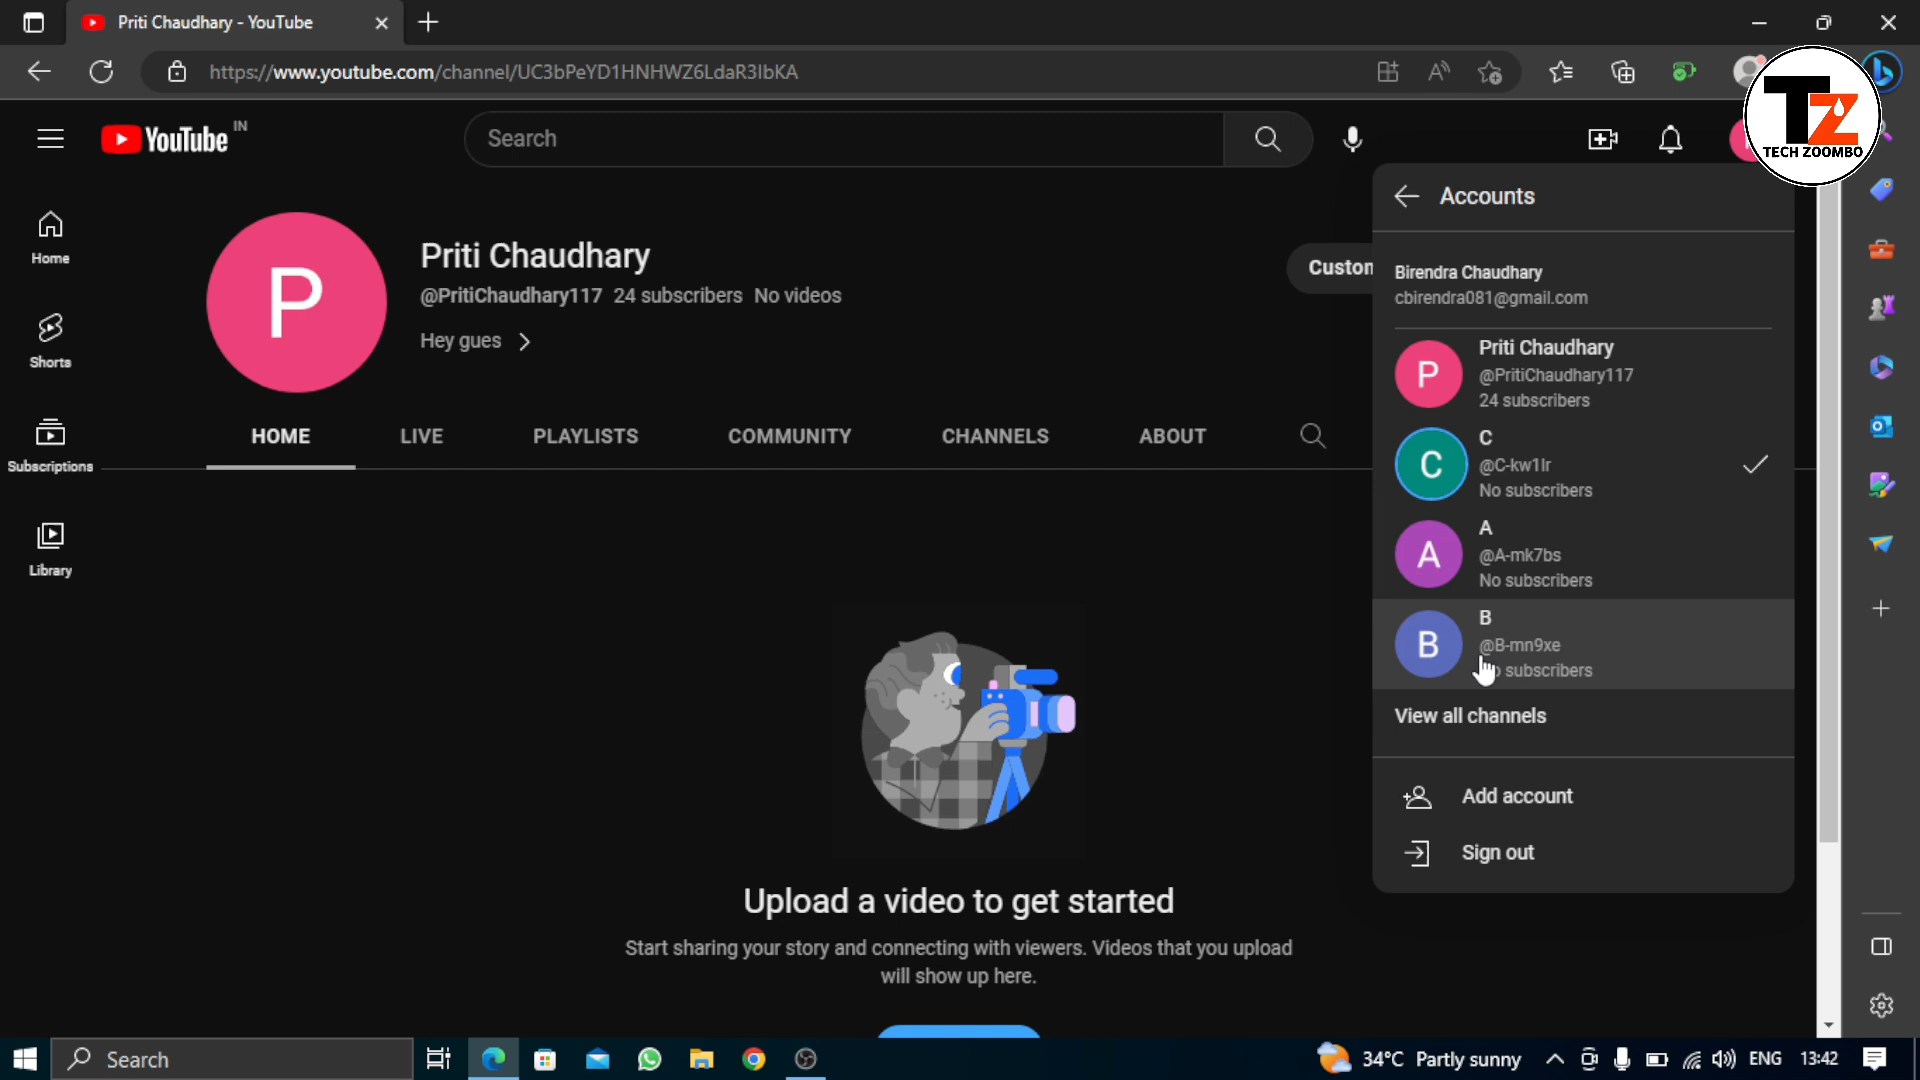 Priti Chaudhary - YouTube
https://www.youtube.com/channel/UC3bPeYD1HNHWZ6LdaR3IbKA
TZ
TECH ZOOMBO
YouTube IN
Search
Home
Shorts
Subscriptions
Library
P
Priti Chaudhary
@PritiChaudhary117 24 subscribers No videos
Hey gues
Custom
HOME LIVE PLAYLISTS COMMUNITY CHANNELS ABOUT
Upload a video to get started
Start sharing your story and connecting with viewers. Videos that you upload
will show up here.
Accounts
Birendra Chaudhary
cbirendra081@gmail.com
P
Priti Chaudhary
@PritiChaudhary117
24 subscribers
C
C
@C-kw1lr
No subscribers
A
A
@A-mk7bs
No subscribers
B
B
@B-mn9xe
subscribers
View all channels
Add account
Sign out
Search
34°C Partly sunny
ENG
13:42